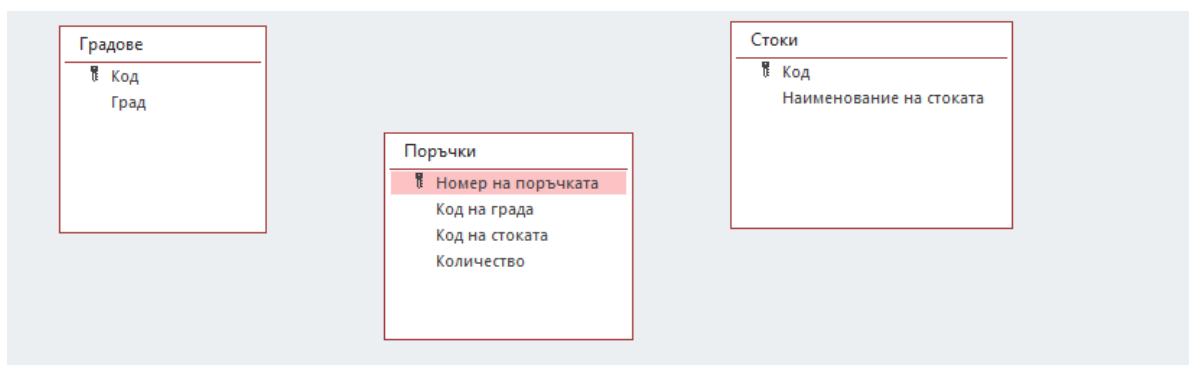 Градове
Код
Град
Поръчки
Номер на поръчката
Код на града
Код на стоката
Количество
Стоки
Код
Наименование на стоката